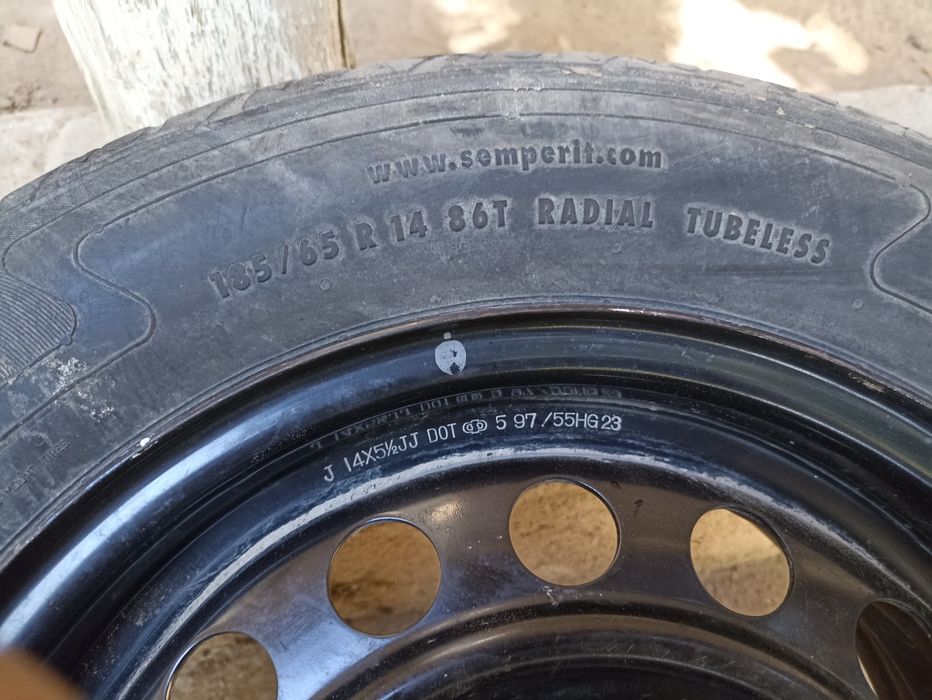 www.semperit.com
185/65 R 14 86T RADIAL TUBELESS
J 14X5½JJ DOT 5 97/55HG23